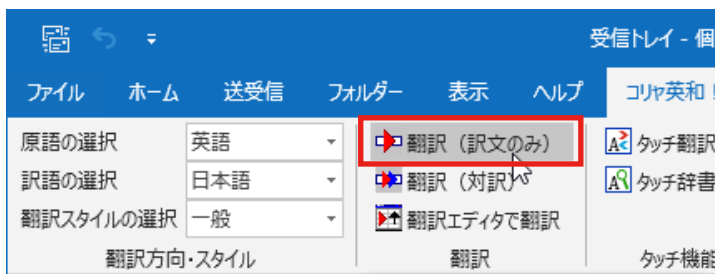 受信トレイ - 個
ファイル ホーム 送受信 フォルダー 表示 ヘルプ コリャ英和！
原語の選択 英語 翻訳（訳文のみ） タッチ翻訳
訳語の選択 日本語 翻訳（対訳） タッチ辞書
翻訳スタイルの選択 一般 翻訳エディタで翻訳
翻訳方向・スタイル 翻訳 タッチ機能